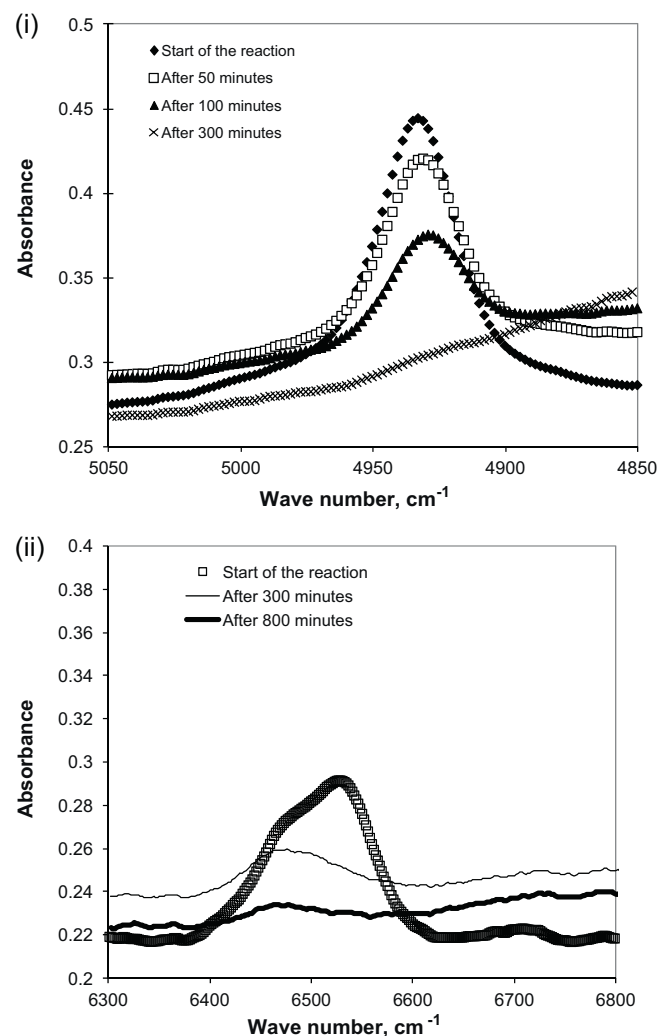 (i)
0.5
0.45
0.4
0.35
0.3
0.25
Absorbance
Start of the reaction
After 50 minutes
After 100 minutes
After 300 minutes
5050 5000 4950 4900 4850
Wave number, cm⁻¹
(ii)
0.4
0.38
0.36
0.34
0.32
0.3
0.28
0.26
0.24
0.22
0.2
Absorbance
Start of the reaction
After 300 minutes
After 800 minutes
6300 6400 6500 6600 6700 6800
Wave number, cm⁻¹